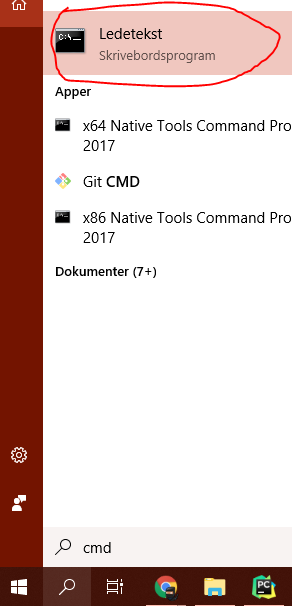 Ledetekst
Skrivebordsprogram
Apper
x64 Native Tools Command Pro
2017
Git CMD
x86 Native Tools Command Pro
2017
Dokumenter (7+)
cmd